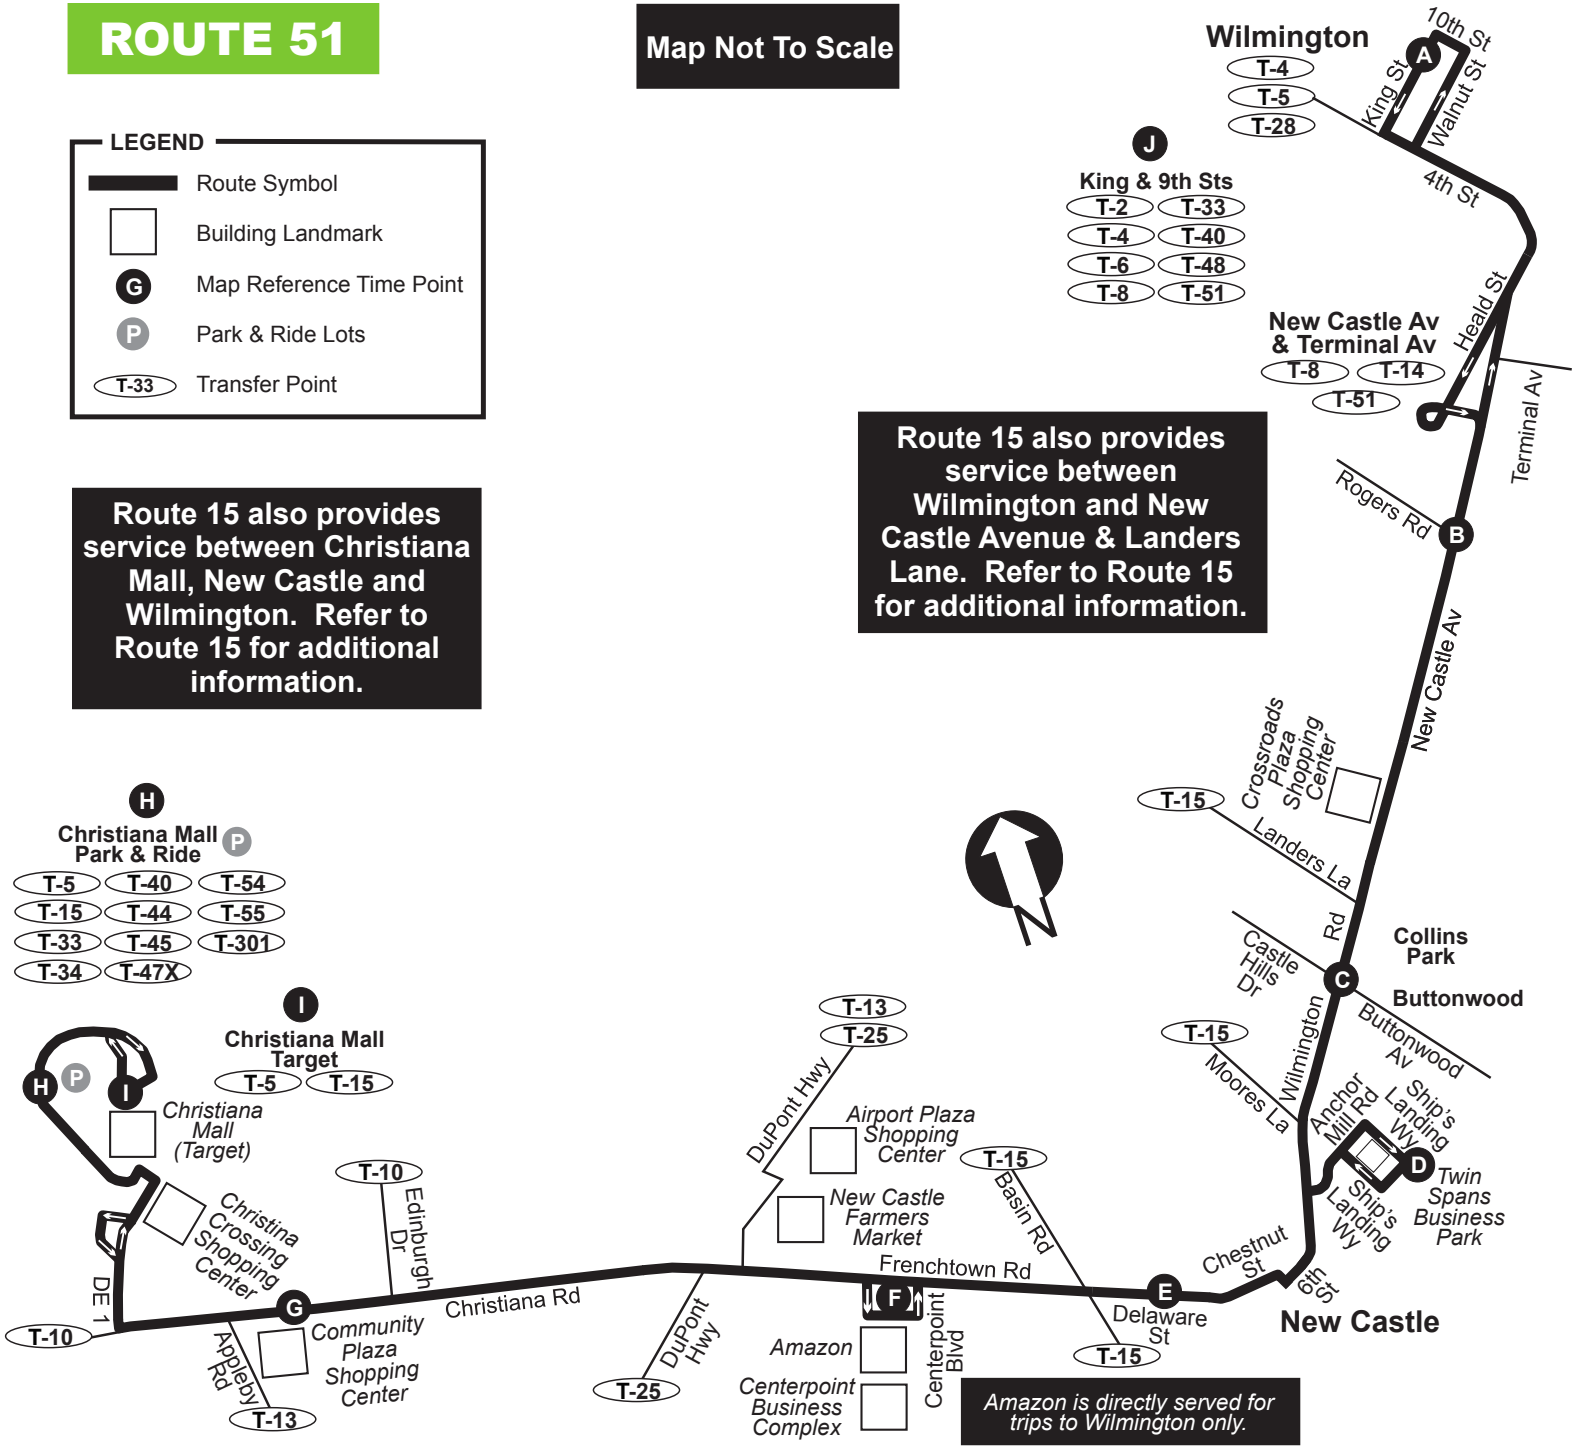 ROUTE 51
Map Not To Scale
LEGEND
Route Symbol
Building Landmark
G
Map Reference Time Point
P
Park & Ride Lots
T-33
Transfer Point
Route 15 also provides
service between Christiana
Mall, New Castle and
Wilmington. Refer to
Route 15 for additional
information.
Wilmington
T-4
T-5
T-28
A
10th St
King St
Walnut St
4th St
J
King & 9th Sts
T-2
T-33
T-4
T-40
T-6
T-48
T-8
T-51
Heald St
New Castle Av
& Terminal Av
T-8
T-14
T-51
Terminal Av
Route 15 also provides
service between
Wilmington and New
Castle Avenue & Landers
Lane. Refer to Route 15
for additional information.
Rogers Rd
B
New Castle Av
Crossroads
Plaza
Shopping
Center
T-15
Landers La
Rd
Collins
Park
Castle
Hills
Dr
C
Buttonwood
Buttonwood
Av
Wilmington
T-15
Moores La
Anchor
Mill Rd
Ship's
Landing
Wy
D
Twin
Spans
Business
Park
Ship's
Landing
Wy
N
H
Christiana Mall
Park & Ride
P
T-5
T-40
T-54
T-15
T-44
T-55
T-33
T-45
T-301
T-34
T-47X
I
Christiana Mall
Target
T-5
T-15
H
P
I
Christiana
Mall
(Target)
Christina
Crossing
Shopping
Center
DE 1
T-10
T-10
Edinburgh
Dr
G
Community
Plaza
Shopping
Center
Appleby
Rd
T-13
Christiana Rd
T-13
T-25
DuPont Hwy
Airport Plaza
Shopping
Center
New Castle
Farmers
Market
DuPont
Hwy
T-25
Frenchtown Rd
F
Amazon
Centerpoint
Business
Complex
Centerpoint
Blvd
T-15
Basin Rd
T-15
E
Delaware
St
Chestnut
St
6th
St
New Castle
Amazon is directly served for
trips to Wilmington only.